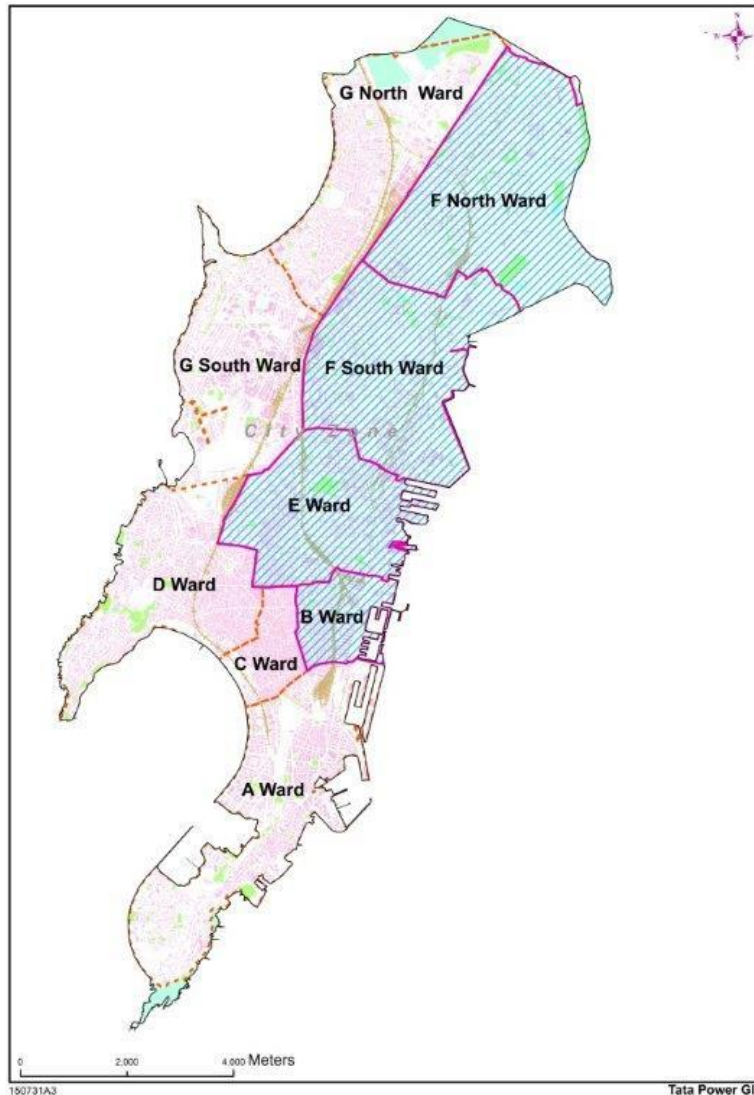 N
S
G North Ward
F North Ward
G South Ward
F South Ward
City Zone
E Ward
D Ward
B Ward
C Ward
A Ward
0 2,000 4,000 Meters
150731A3
Tata Power GI